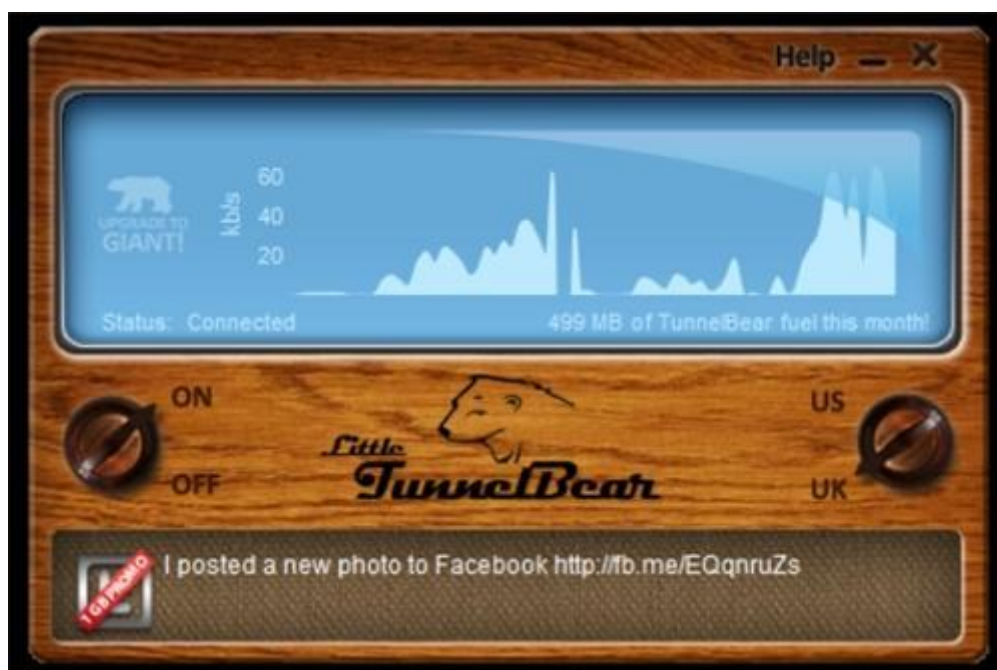 Help
60
40
20
kb/s
UPGRADE TO
GIANT!
Status: Connected
499 MB of TunnelBear fuel this month!
ON
OFF
US
UK
Little
TunnelBear
1 GB PROMO
I posted a new photo to Facebook http://fb.me/EQqnruZs